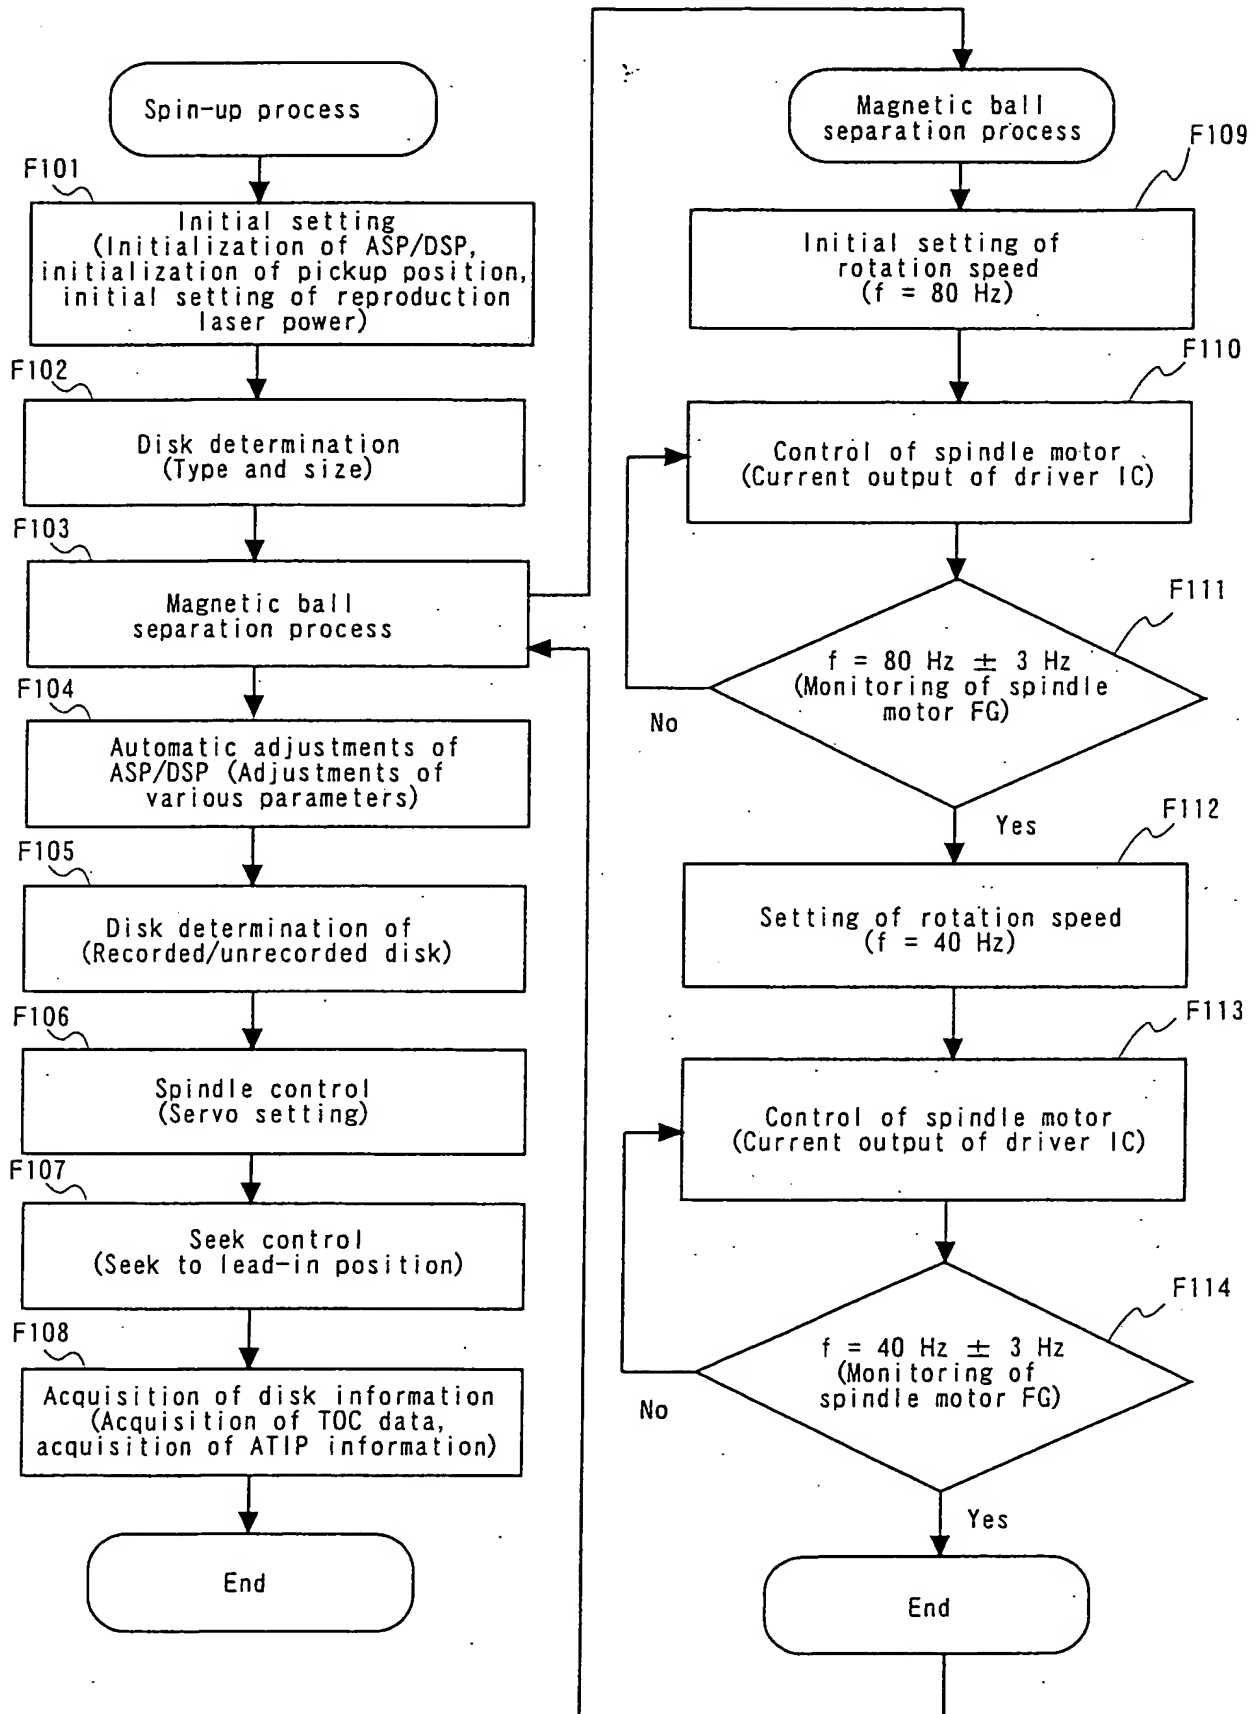 Spin-up process
F101
Initial setting
(Initialization of ASP/DSP,
initialization of pickup position,
initial setting of reproduction
laser power)
F102
Disk determination
(Type and size)
F103
Magnetic ball
separation process
F104
Automatic adjustments of
ASP/DSP (Adjustments of
various parameters)
F105
Disk determination of
(Recorded/unrecorded disk)
F106
Spindle control
(Servo setting)
F107
Seek control
(Seek to lead-in position)
F108
Acquisition of disk information
(Acquisition of TOC data,
acquisition of ATIP information)
End
Magnetic ball
separation process
F109
Initial setting of
rotation speed
(f = 80 Hz)
F110
Control of spindle motor
(Current output of driver IC)
F111
f = 80 Hz ± 3 Hz
(Monitoring of spindle
motor FG)
No
Yes
F112
Setting of rotation speed
(f = 40 Hz)
F113
Control of spindle motor
(Current output of driver IC)
F114
f = 40 Hz ± 3 Hz
(Monitoring of
spindle motor FG)
No
Yes
End